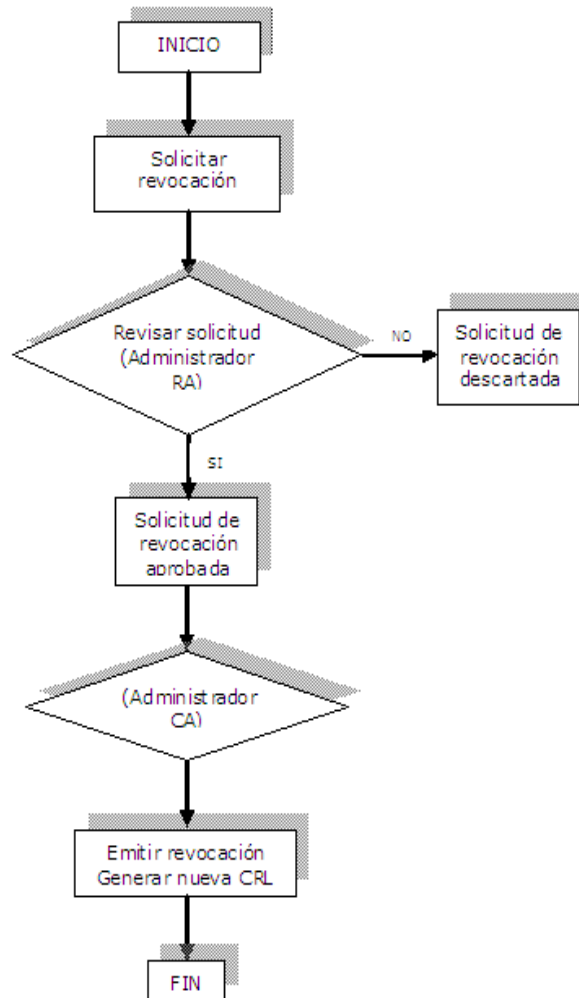 INICIO
Solicitar
revocación
Revisar solicitud
(Administrador
RA)
NO
Solicitud de
revocación
descartada
SI
Solicitud de
revocación
aprobada
(Administrador
CA)
Emitir revocación
Generar nueva CRL
FIN